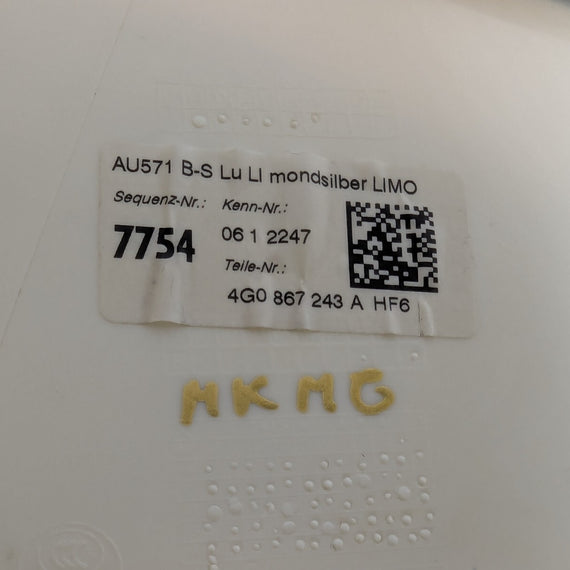 AU571 B-S Lu LI mondsilber LIMO
Sequenz-Nr.: Kenn-Nr.:
7754 06 1 2247
Teile-Nr.:
4G0 867 243 A HF6
MKMG